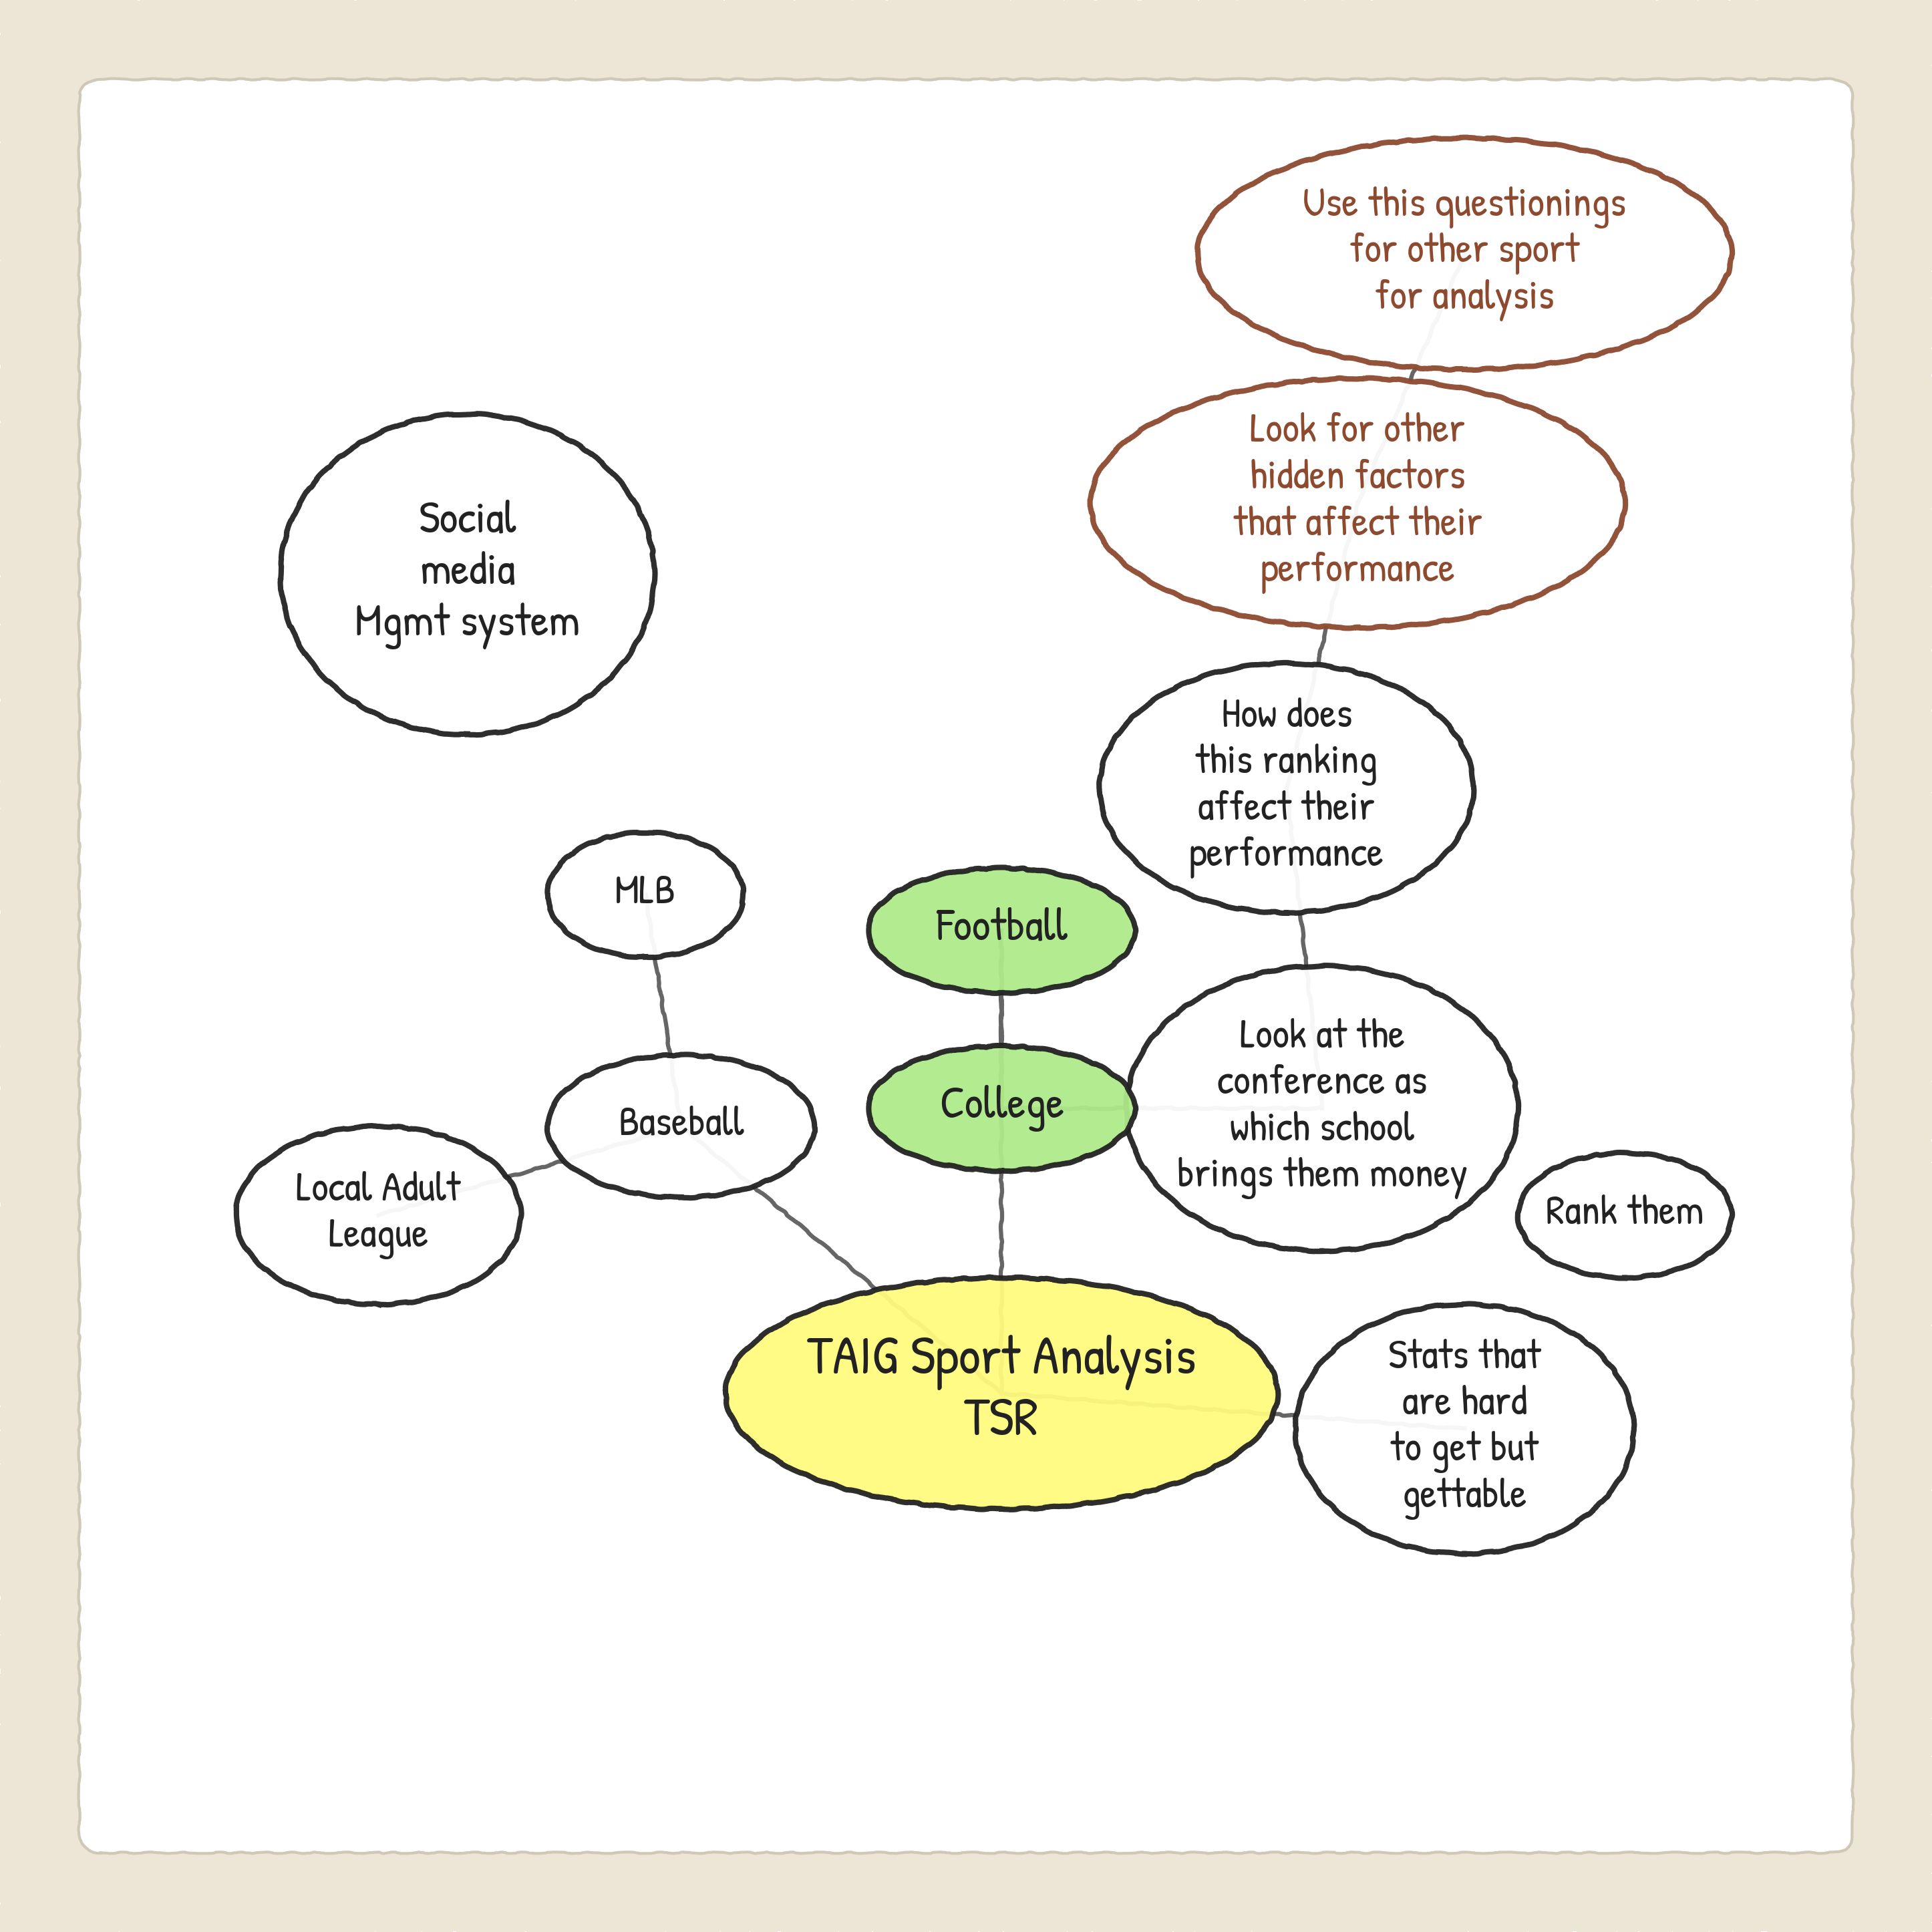 Use this questionings
for other sport
for analysis
Look for other
hidden factors
that affect their
performance
Social
media
Mgmt system
How does
this ranking
affect their
performance
MLB
Football
Look at the
conference as
which school
brings them money
College
Baseball
Local Adult
League
Rank them
TAIG Sport Analysis
TSR
Stats that
are hard
to get but
gettable